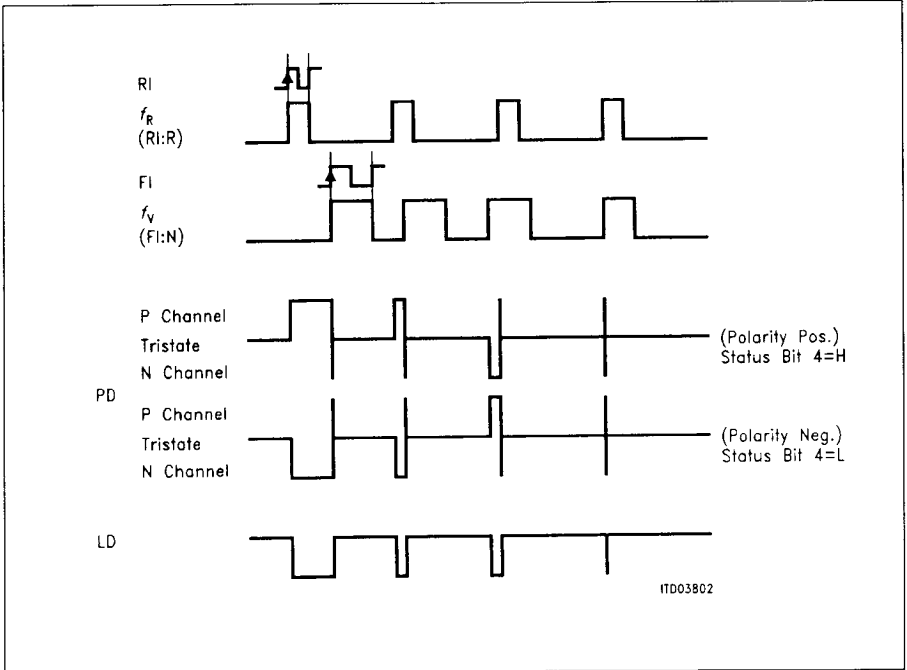 RI
fR
(RI:R)
FI
fV
(FI:N)
P Channel
Tristate
N Channel
(Polarity Pos.)
Status Bit 4=H
PD
P Channel
Tristate
N Channel
(Polarity Neg.)
Status Bit 4=L
LD
ITD03802